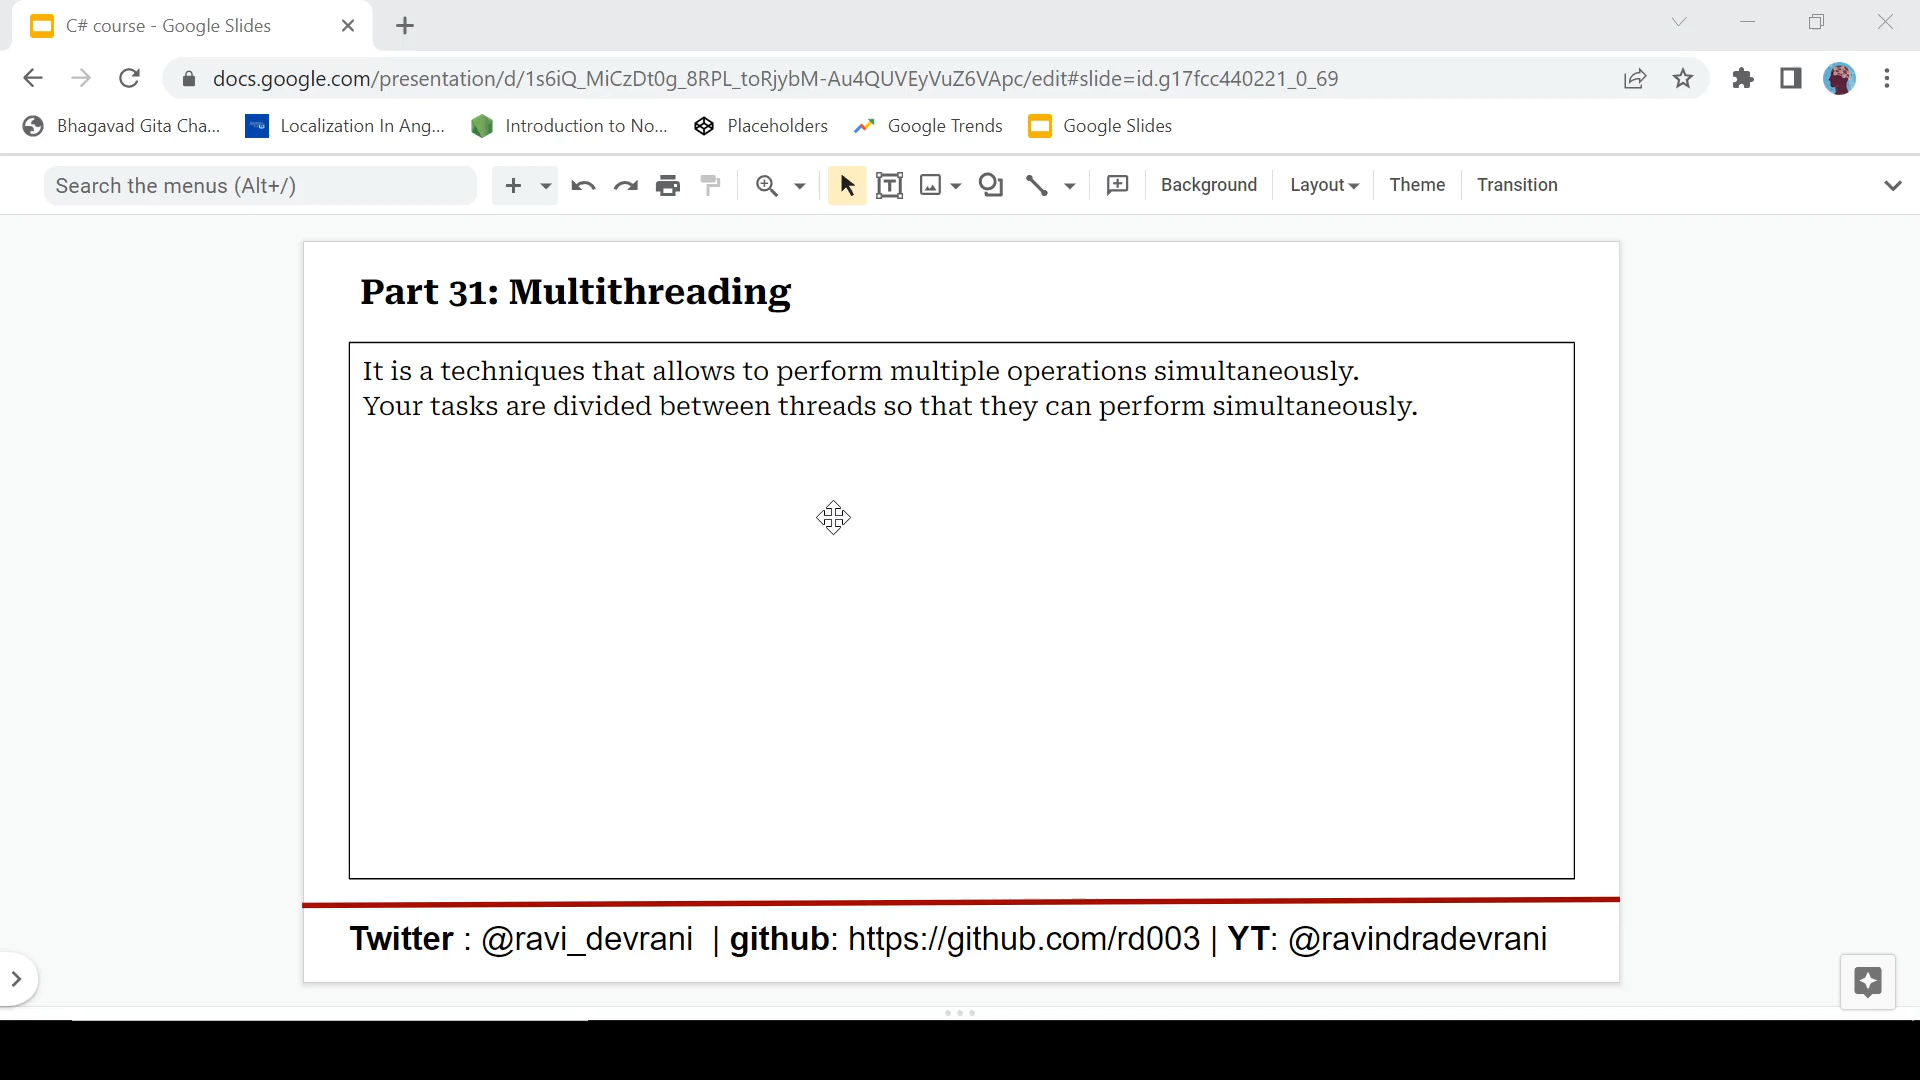 C# course - Google Slides
docs.google.com/presentation/d/1s6iQ_MiCzDt0g_8RPL_toRjybM-Au4QUVEyVuZ6VApc/edit#slide=id.g17fcc440221_0_69
Bhagavad Gita Cha... Localization In Ang... Introduction to No... Placeholders Google Trends Google Slides
Search the menus (Alt+/) Background Layout Theme Transition
Part 31: Multithreading
It is a techniques that allows to perform multiple operations simultaneously.
Your tasks are divided between threads so that they can perform simultaneously.
Twitter : @ravi_devrani | github: https://github.com/rd003 | YT: @ravindradevrani